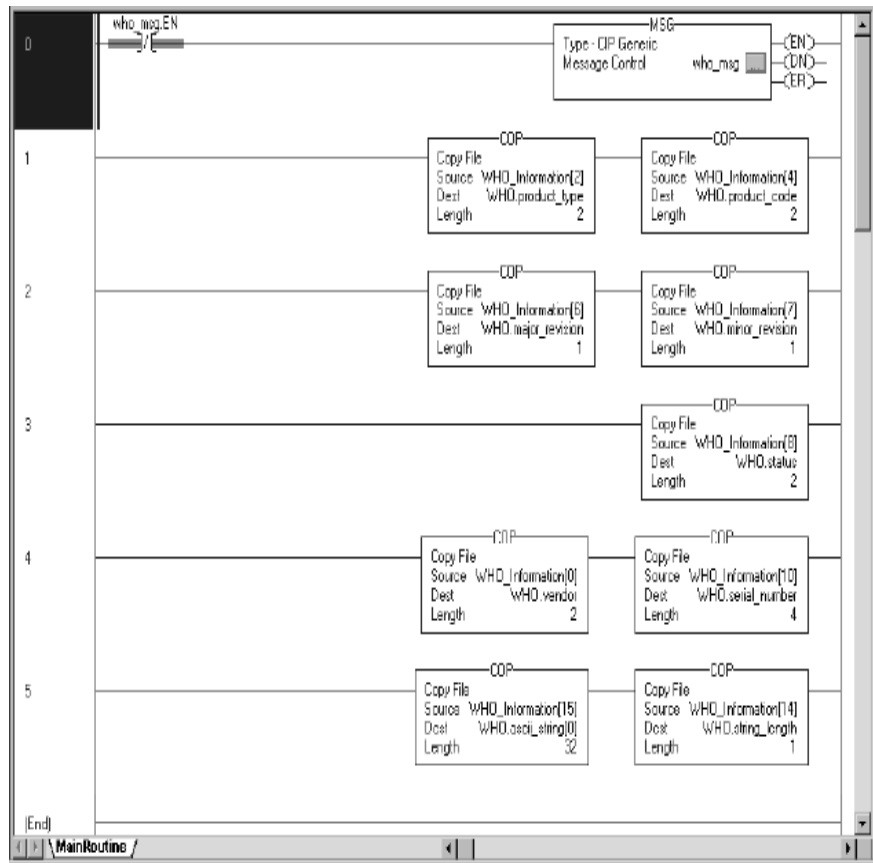 who_msg.EN
0
MSG
Type - CIP Generic
Message Control who_msg ...
EN
DN
ER
1
COP
Copy File
Source WHO_Information[2]
Dest WHO.product_type
Length 2
COP
Copy File
Source WHO_Information[4]
Dest WHO.product_code
Length 2
2
COP
Copy File
Source WHO_Information[6]
Dest WHO.major_revision
Length 1
COP
Copy File
Source WHO_Information[7]
Dest WHO.minor_revision
Length 1
3
COP
Copy File
Source WHO_Information[8]
Dest WHO.status
Length 2
4
COP
Copy File
Source WHO_Information[0]
Dest WHO.vendor
Length 2
COP
Copy File
Source WHO_Information[10]
Dest WHO.serial_number
Length 4
5
COP
Copy File
Source WHO_Information[15]
Dest WHO.ascii_string[0]
Length 32
COP
Copy File
Source WHO_Information[14]
Dest WHO.string_length
Length 1
(End)
MainRoutine